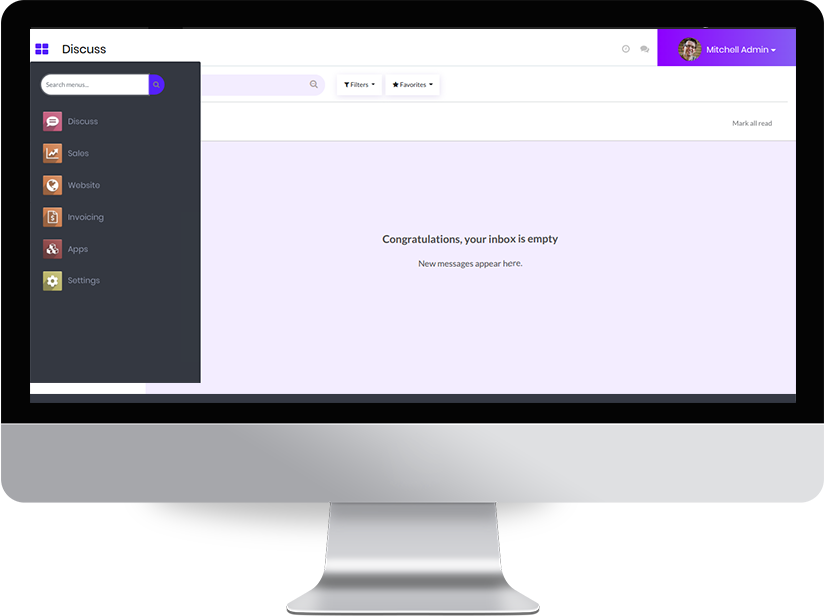 Discuss
Mitchell Admin
Search menus...
Filters
Favorites
Discuss
Mark all read
Sales
Website
Invoicing
Apps
Settings
Congratulations, your inbox is empty
New messages appear here.